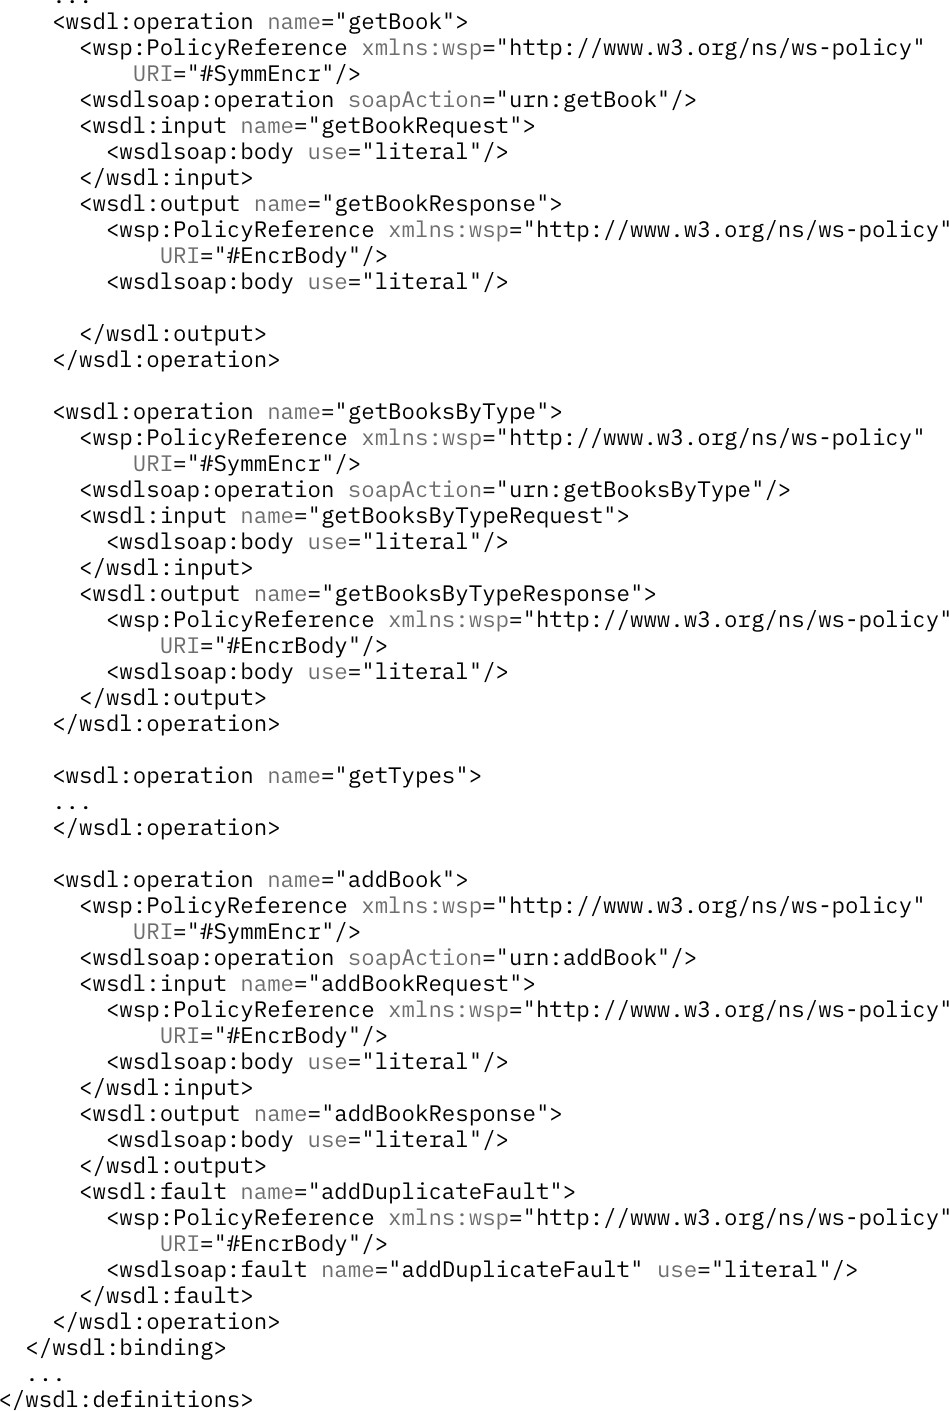 ...
<wsdl:operation name="getBook">
<wsp:PolicyReference xmlns:wsp="http://www.w3.org/ns/ws-policy"
URI="#SymmEncr"/>
<wsdlsoap:operation soapAction="urn:getBook"/>
<wsdl:input name="getBookRequest">
<wsdlsoap:body use="literal"/>
</wsdl:input>
<wsdl:output name="getBookResponse">
<wsp:PolicyReference xmlns:wsp="http://www.w3.org/ns/ws-policy"
URI="#EncrBody"/>
<wsdlsoap:body use="literal"/>
</wsdl:output>
</wsdl:operation>
<wsdl:operation name="getBooksByType">
<wsp:PolicyReference xmlns:wsp="http://www.w3.org/ns/ws-policy"
URI="#SymmEncr"/>
<wsdlsoap:operation soapAction="urn:getBooksByType"/>
<wsdl:input name="getBooksByTypeRequest">
<wsdlsoap:body use="literal"/>
</wsdl:input>
<wsdl:output name="getBooksByTypeResponse">
<wsp:PolicyReference xmlns:wsp="http://www.w3.org/ns/ws-policy"
URI="#EncrBody"/>
<wsdlsoap:body use="literal"/>
</wsdl:output>
</wsdl:operation>
<wsdl:operation name="getTypes">
...
</wsdl:operation>
<wsdl:operation name="addBook">
<wsp:PolicyReference xmlns:wsp="http://www.w3.org/ns/ws-policy"
URI="#SymmEncr"/>
<wsdlsoap:operation soapAction="urn:addBook"/>
<wsdl:input name="addBookRequest">
<wsp:PolicyReference xmlns:wsp="http://www.w3.org/ns/ws-policy"
URI="#EncrBody"/>
<wsdlsoap:body use="literal"/>
</wsdl:input>
<wsdl:output name="addBookResponse">
<wsdlsoap:body use="literal"/>
</wsdl:output>
<wsdl:fault name="addDuplicateFault">
<wsp:PolicyReference xmlns:wsp="http://www.w3.org/ns/ws-policy"
URI="#EncrBody"/>
<wsdlsoap:fault name="addDuplicateFault" use="literal"/>
</wsdl:fault>
</wsdl:operation>
</wsdl:binding>
...
</wsdl:definitions>